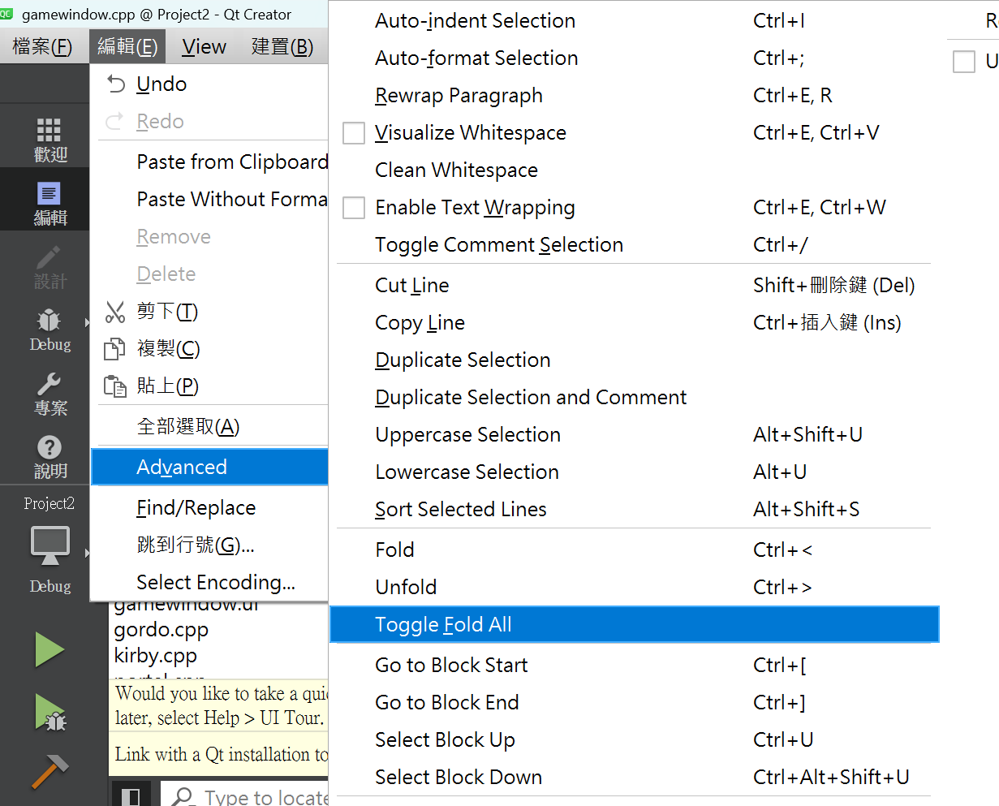 QC gamewindow.cpp @ Project2 - Qt Creator
檔案(F) 編輯(E) View 建置(B)
歡迎
編輯
設計
Debug
專案
說明
Project2
Debug
Undo
Redo
Paste from Clipboard
Paste Without Forma
Remove
Delete
剪下(T)
複製(C)
貼上(P)
全部選取(A)
Advanced
Find/Replace
跳到行號(G)...
Select Encoding...
gamewindow.ui
gordo.cpp
kirby.cpp
portal.cpp
Would you like to take a quic
later, select Help > UI Tour.
Link with a Qt installation to
Type to locate
Auto-indent Selection Ctrl+I
Auto-format Selection Ctrl+;
Rewrap Paragraph Ctrl+E, R
Visualize Whitespace Ctrl+E, Ctrl+V
Clean Whitespace
Enable Text Wrapping Ctrl+E, Ctrl+W
Toggle Comment Selection Ctrl+/
Cut Line Shift+刪除鍵 (Del)
Copy Line Ctrl+插入鍵 (Ins)
Duplicate Selection
Duplicate Selection and Comment
Uppercase Selection Alt+Shift+U
Lowercase Selection Alt+U
Sort Selected Lines Alt+Shift+S
Fold Ctrl+<
Unfold Ctrl+>
Toggle Fold All
Go to Block Start Ctrl+[
Go to Block End Ctrl+]
Select Block Up Ctrl+U
Select Block Down Ctrl+Alt+Shift+U